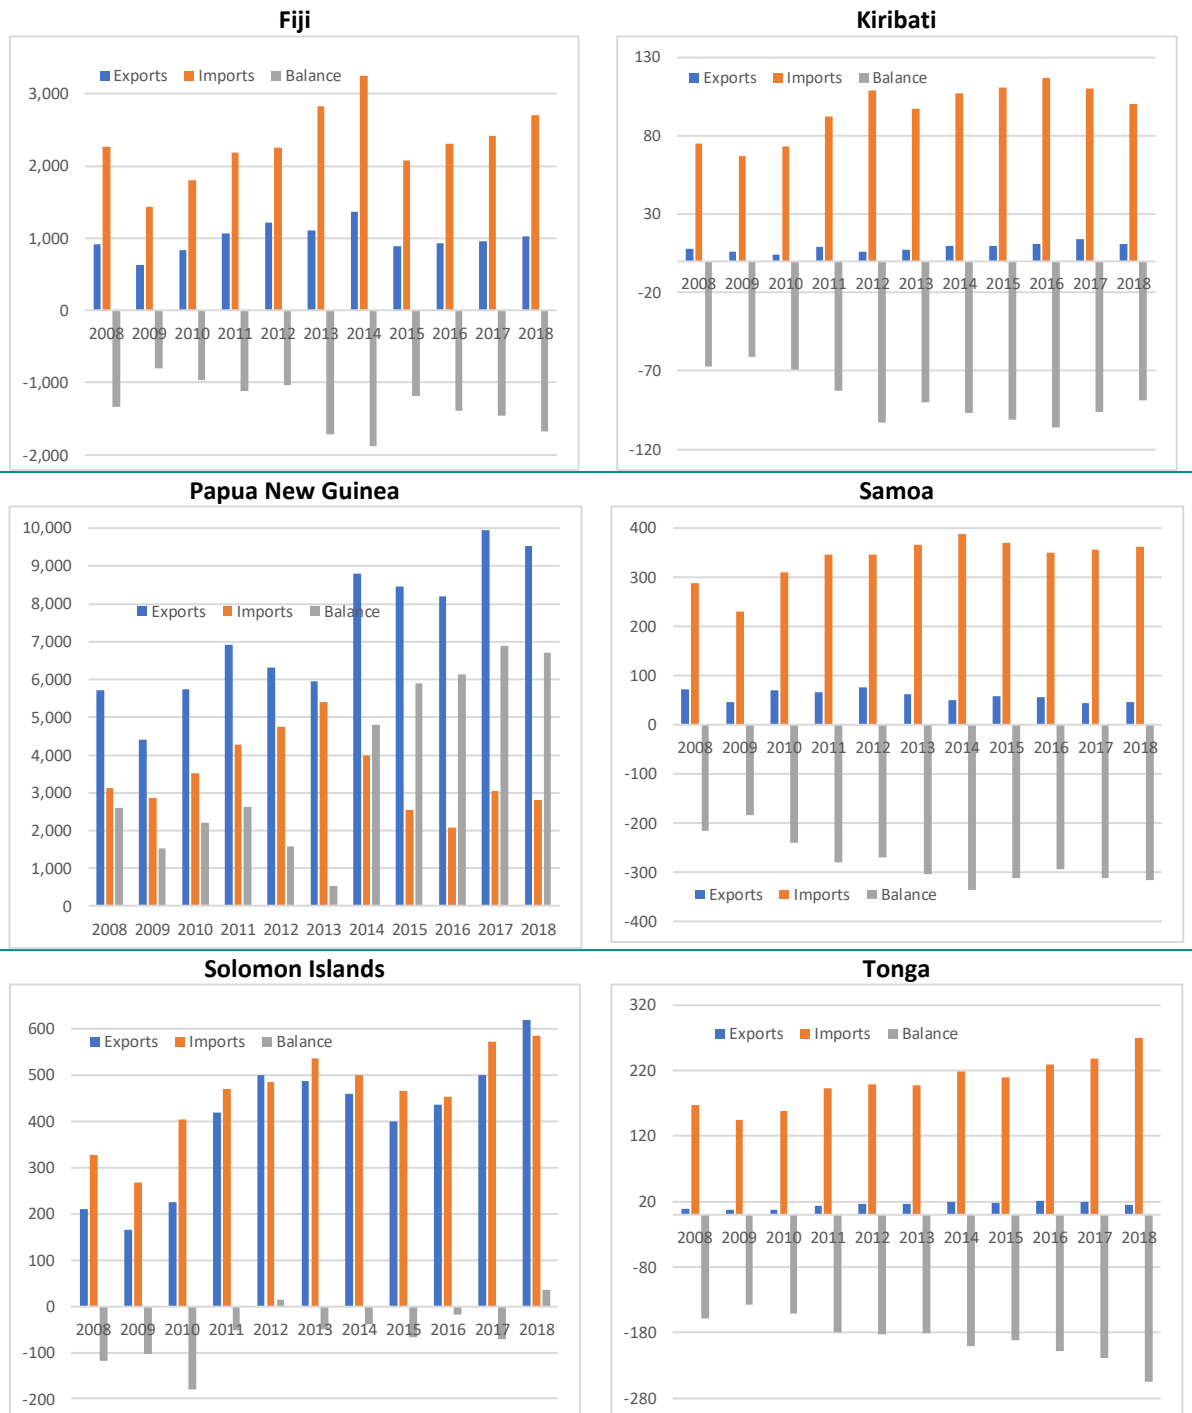 Fiji
Exports Imports Balance
3,000
2,000
1,000
0
-1,000
-2,000
2008 2009 2010 2011 2012 2013 2014 2015 2016 2017 2018
Kiribati
130
Exports Imports Balance
80
30
-20
-70
-120
2008 2009 2010 2011 2012 2013 2014 2015 2016 2017 2018
Papua New Guinea
10,000
9,000
8,000
Exports Imports Balance
7,000
6,000
5,000
4,000
3,000
2,000
1,000
0
2008 2009 2010 2011 2012 2013 2014 2015 2016 2017 2018
Samoa
400
300
200
100
0
2008 2009 2010 2011 2012 2013 2014 2015 2016 2017 2018
-100
-200
-300
Exports Imports Balance
-400
Solomon Islands
600
Exports Imports Balance
500
400
300
200
100
0
2008 2009 2010 2011 2012 2013 2014 2015 2016 2017 2018
-100
-200
Tonga
320
Exports Imports Balance
220
120
20
2008 2009 2010 2011 2012 2013 2014 2015 2016 2017 2018
-80
-180
-280